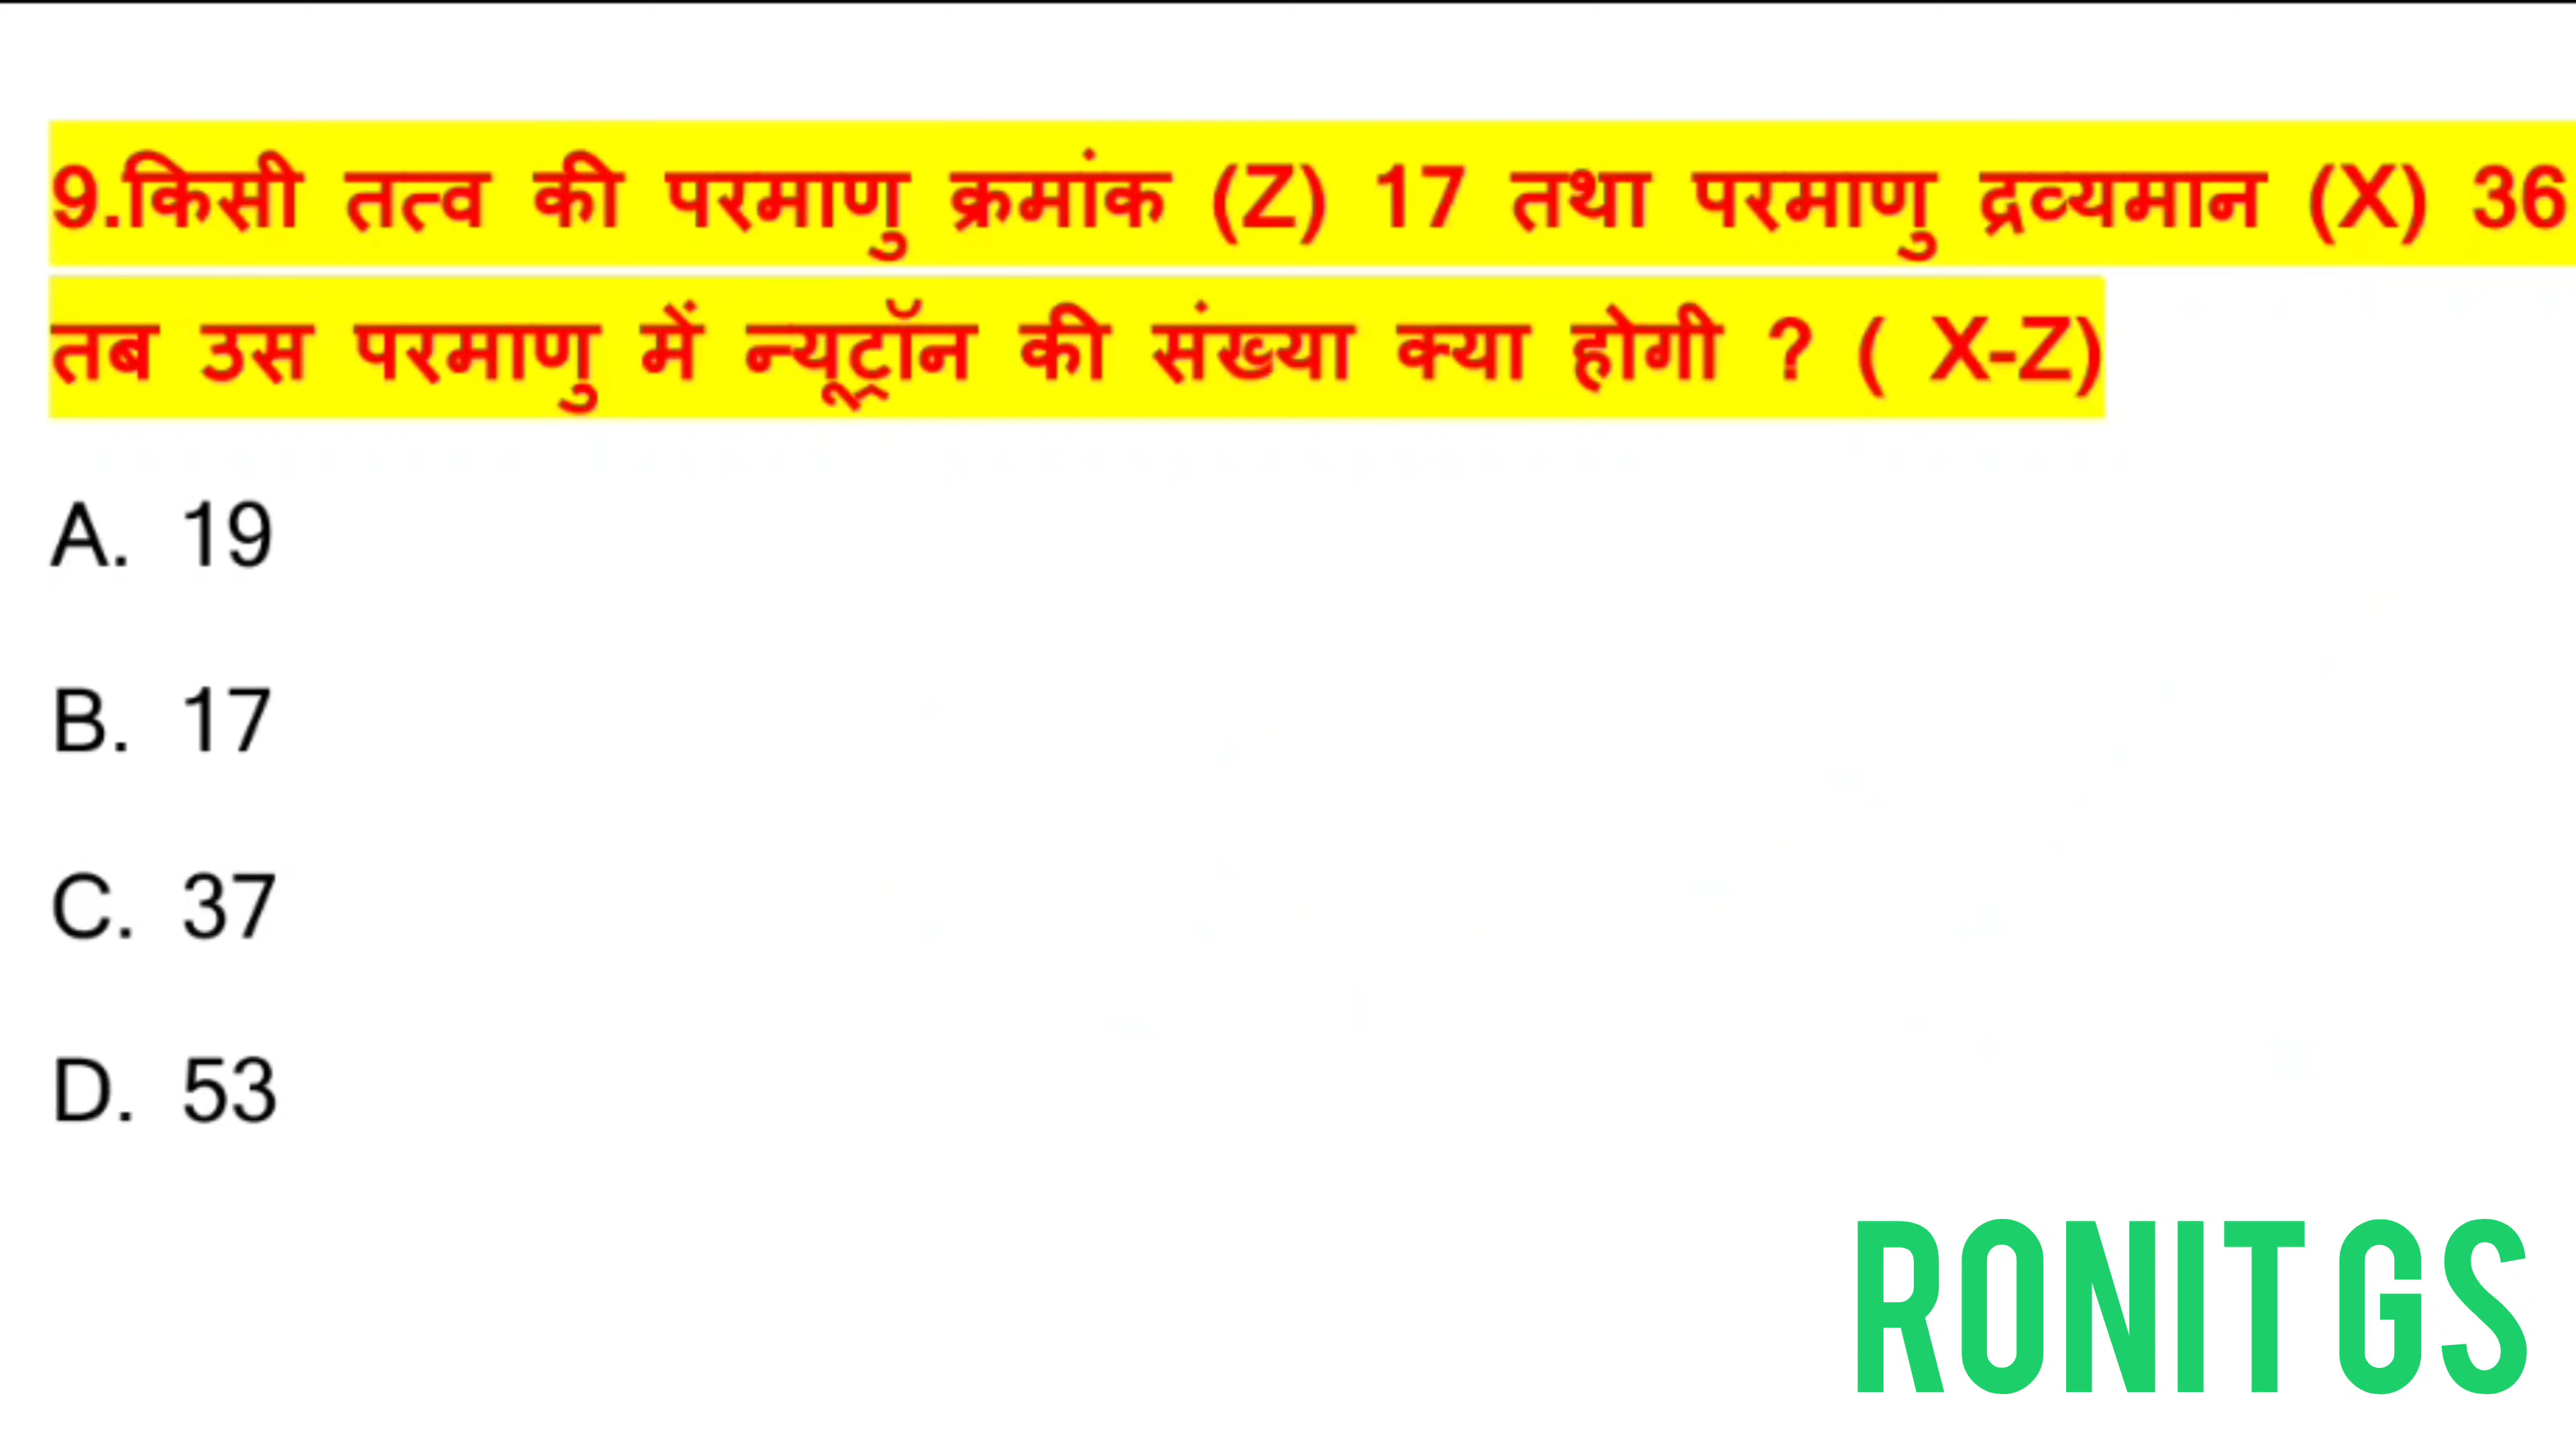 9.किसी तत्व की परमाणु क्रमांक (Z) 17 तथा परमाणु द्रव्यमान (X) 36
तब उस परमाणु में न्यूट्रॉन की संख्या क्या होगी ? ( X-Z)
A. 19
B. 17
C. 37
D. 53
RONIT GS